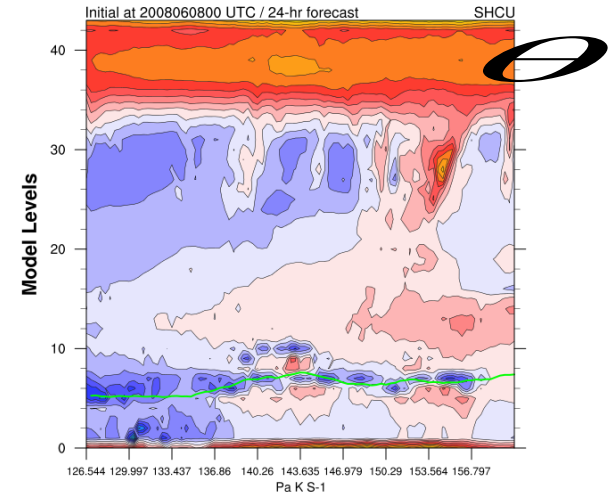 Initial at 2008060800 UTC / 24-hr forecast SHCU
θ
40
30
20
10
0
Model Levels
126.544 129.997 133.437 136.86 140.26 143.635 146.979 150.29 153.564 156.797
Pa K S-1